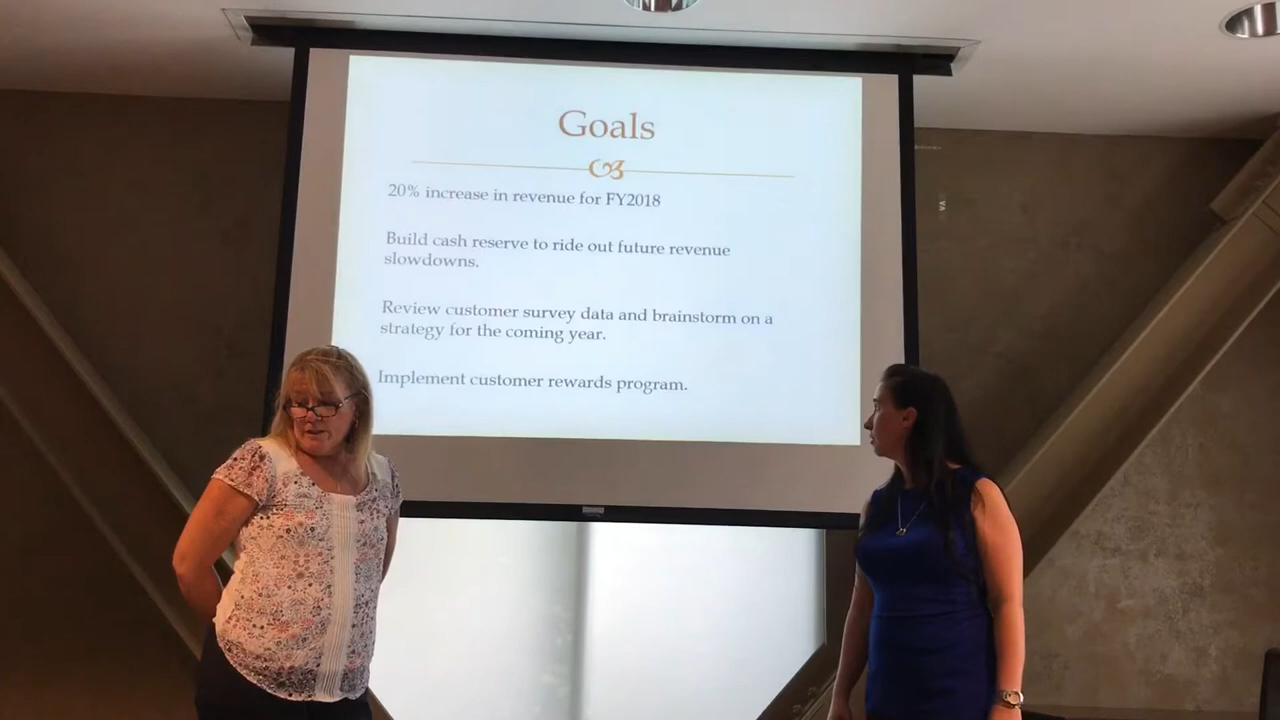 Goals
20% increase in revenue for FY2018
Build cash reserve to ride out future revenue
slowdowns.
Review customer survey data and brainstorm on a
strategy for the coming year.
Implement customer rewards program.